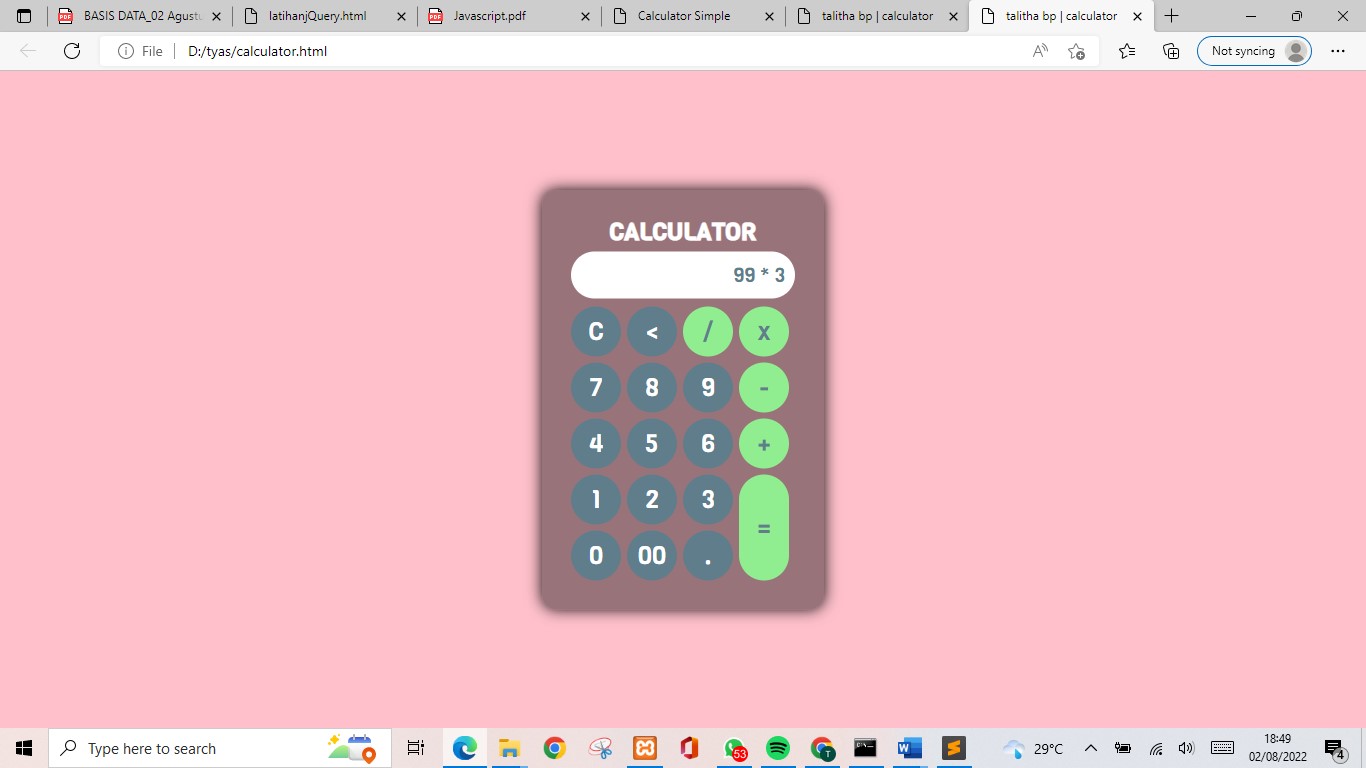 BASIS DATA_02 Agustu
latihanjQuery.html
Javascript.pdf
Calculator Simple
talitha bp | calculator
talitha bp | calculator
File
D:/tyas/calculator.html
Not syncing
CALCULATOR
99 * 3
C < / x
7 8 9 -
4 5 6 +
1 2 3
=
0 00 .
Type here to search
53
T
29°C
18:49
02/08/2022
4